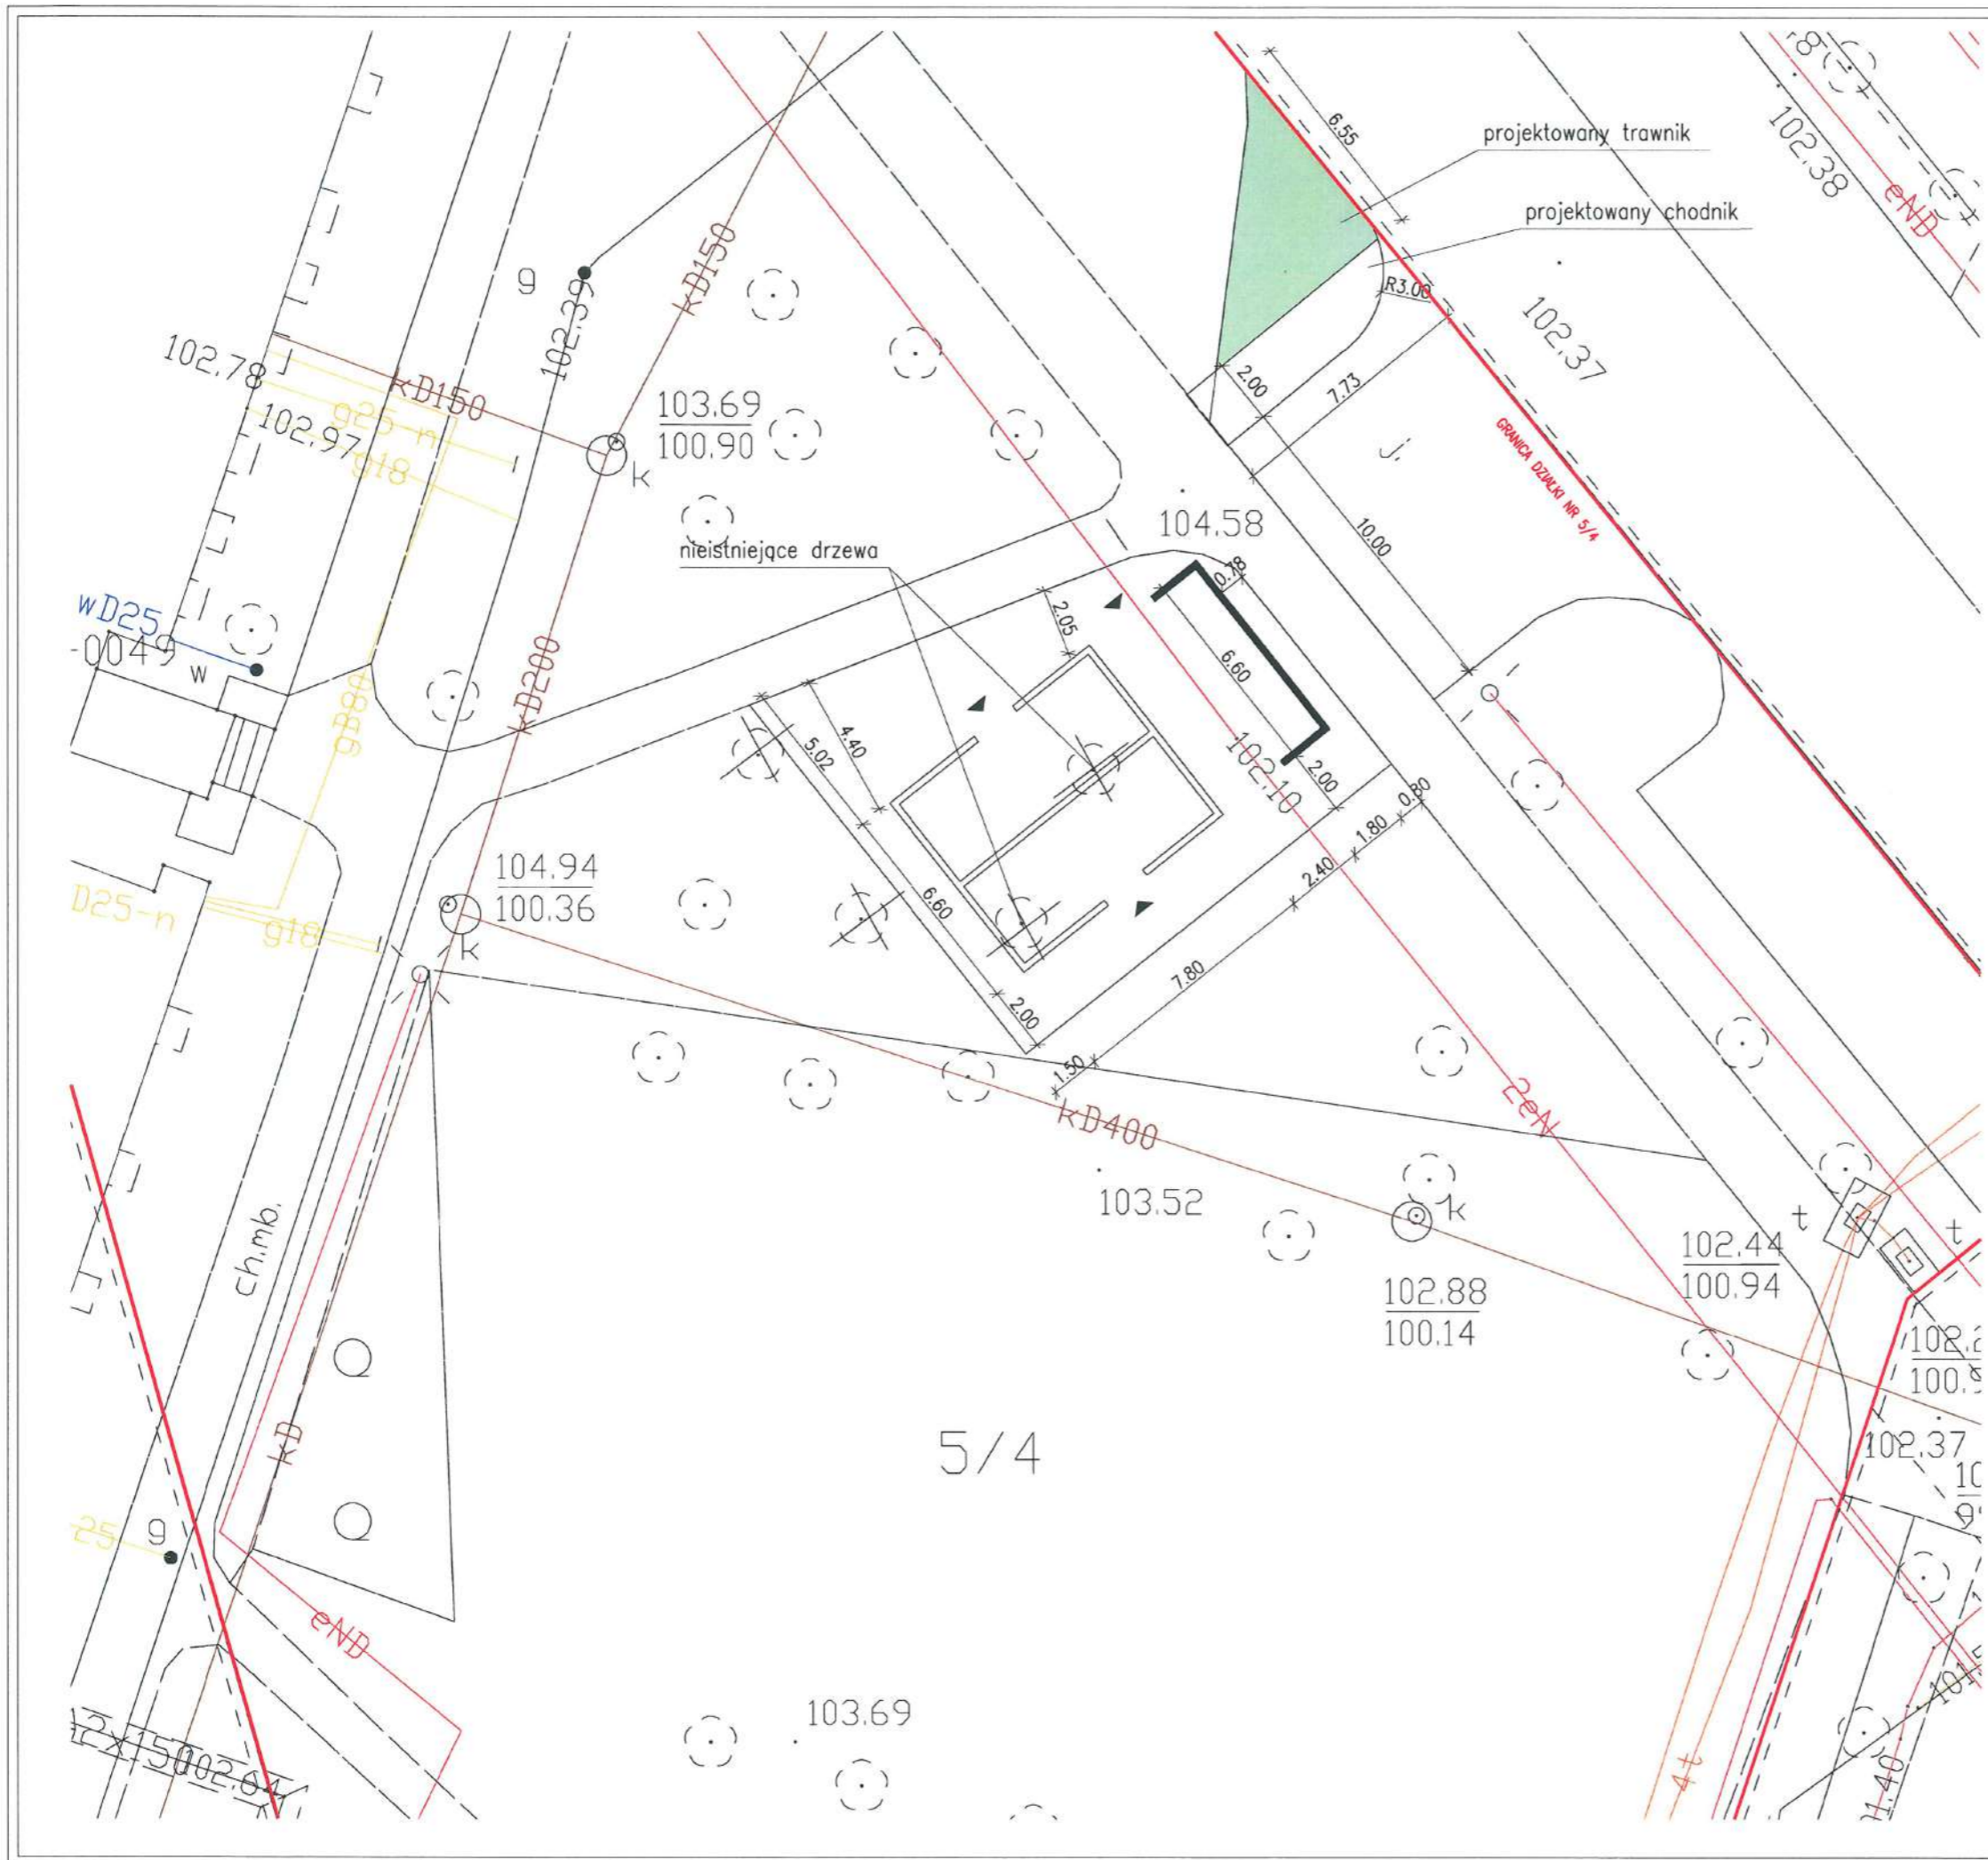 6.55
projektowany trawnik
102.38
eND
projektowany chodnik
kD150
g
102.39
R3.00
102.37
102.78
kD150
g25-n
102.97
g18
103.69
100.90
k
2.00
7.73
j.
GRANICA DZIAŁKI NR 5/4
104.58
10.00
nieistniejące drzewa
0.78
wD25
-0049
w
2.05
6.60
kD200
gB80
4.40
5.02
102.10
2.00
0.80
1.80
2.40
104.94
100.36
k
D25-n
g18
6.60
7.80
2.00
1.50
kD400
2eN
103.52
k
t
t
102.44
100.94
ch.mb.
102.88
100.14
102.37
kD
5/4
25
g
eND
103.69
2x150
102.64
4t